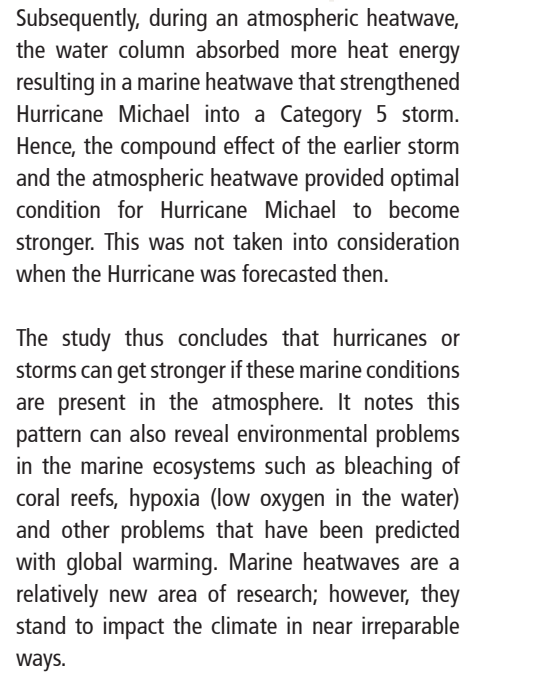 Subsequently, during an atmospheric heatwave,
the water column absorbed more heat energy
resulting in a marine heatwave that strengthened
Hurricane Michael into a Category 5 storm.
Hence, the compound effect of the earlier storm
and the atmospheric heatwave provided optimal
condition for Hurricane Michael to become
stronger. This was not taken into consideration
when the Hurricane was forecasted then.
The study thus concludes that hurricanes or
storms can get stronger if these marine conditions
are present in the atmosphere. It notes this
pattern can also reveal environmental problems
in the marine ecosystems such as bleaching of
coral reefs, hypoxia (low oxygen in the water)
and other problems that have been predicted
with global warming. Marine heatwaves are a
relatively new area of research; however, they
stand to impact the climate in near irreparable
ways.